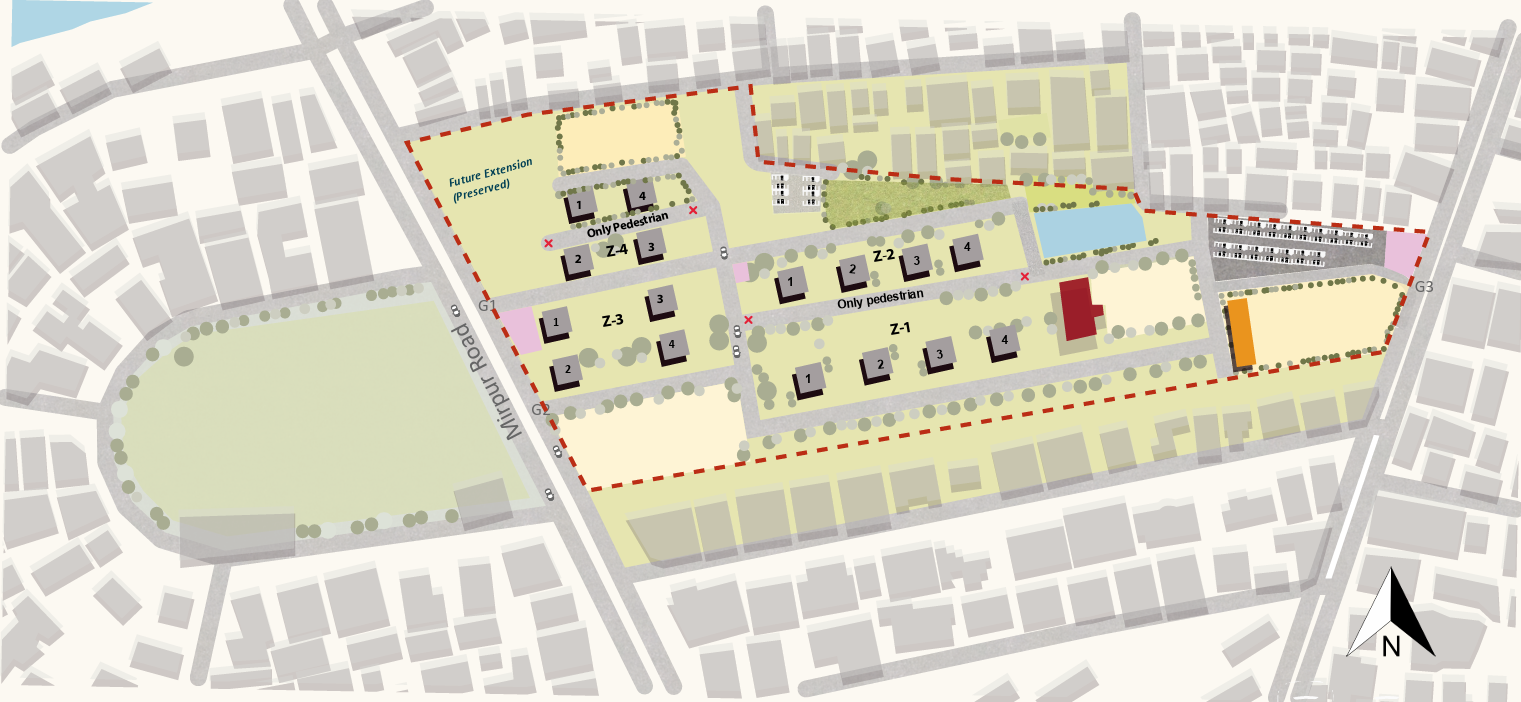 Future Extension
(Preserved)
1
4
Only Pedestrian
Z-4
2
3
G1
Z-3
1
3
2
4
G2
Mirpur Road
Z-2
1
2
3
4
Only pedestrian
Z-1
1
2
3
4
G3
N